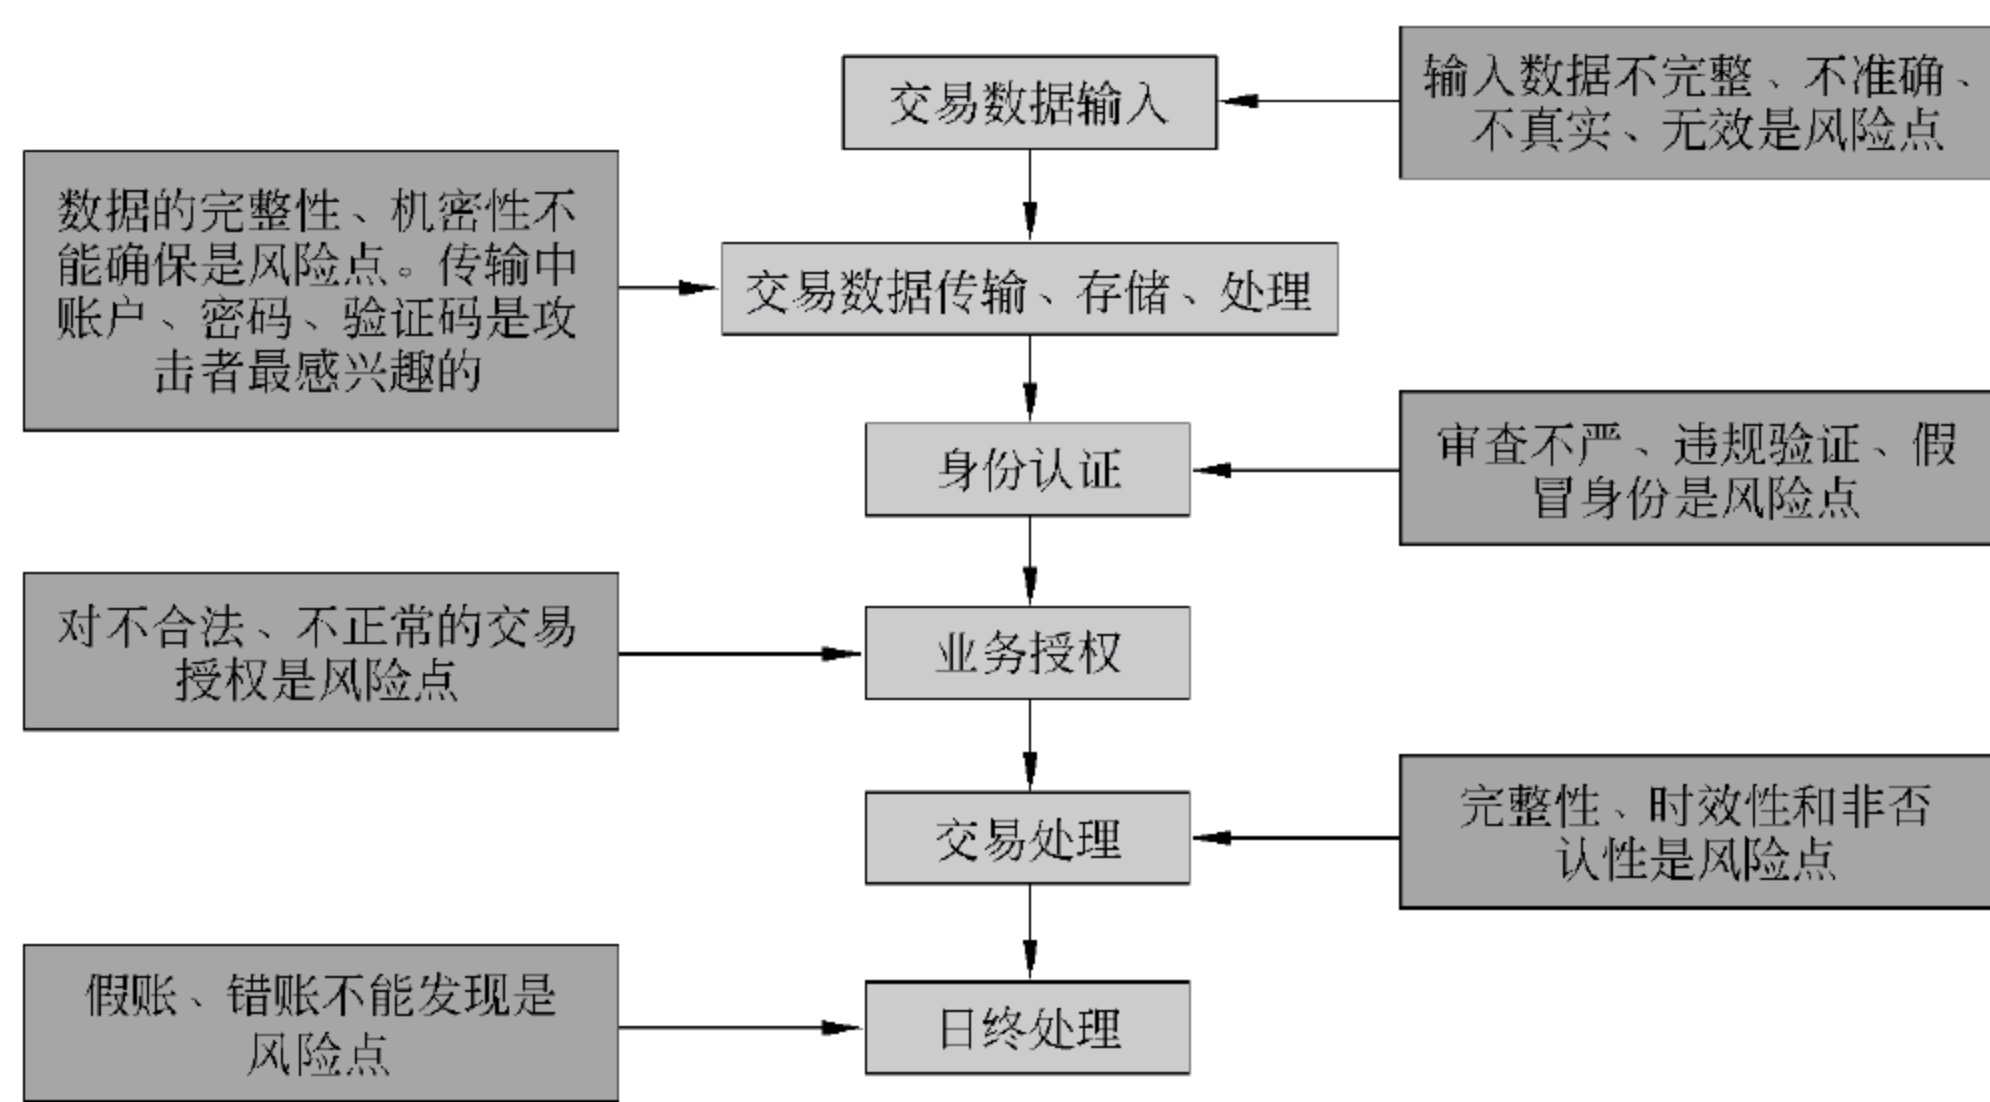 交易数据输入
输入数据不完整、不准确、
不真实、无效是风险点
数据的完整性、机密性不
能确保是风险点。传输中
账户、密码、验证码是攻
击者最感兴趣的
交易数据传输、存储、处理
身份认证
审查不严、违规验证、假
冒身份是风险点
对不合法、不正常的交易
授权是风险点
业务授权
交易处理
完整性、时效性和非否
认性是风险点
假账、错账不能发现是
风险点
日终处理